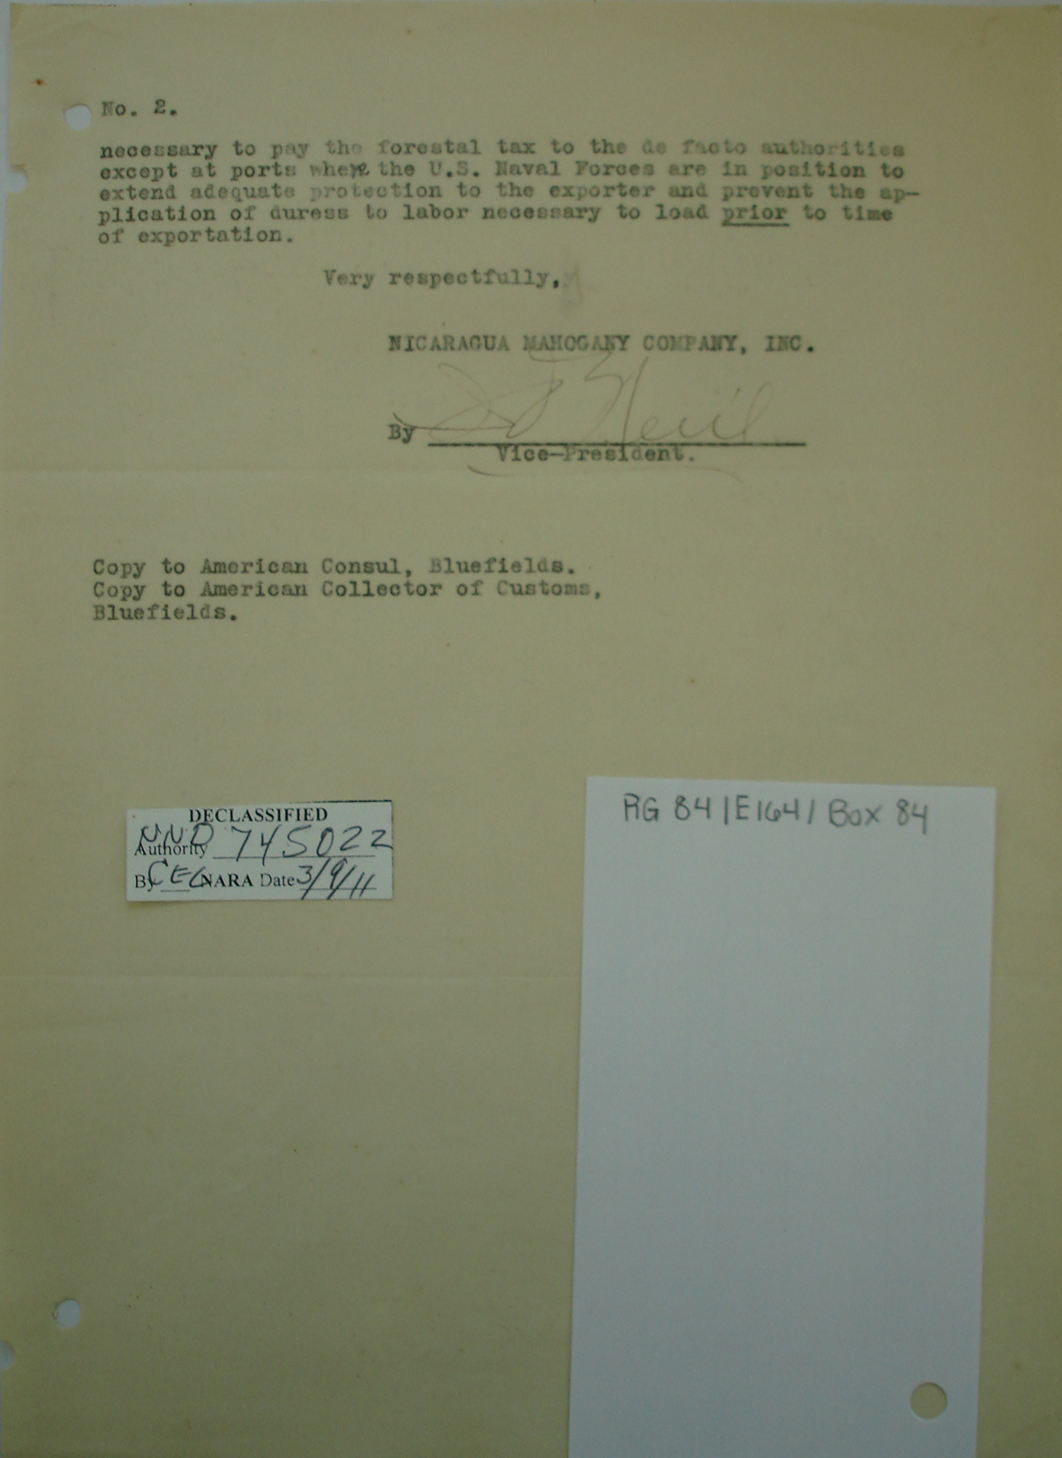 No. 2.
necessary to pay the forestal tax to the de facto authorities
except at ports where the U.S. Naval Forces are in position to
extend adequate protection to the exporter and prevent the ap-
plication of duress to labor necessary to load prior to time
of exportation.
Very respectfully,
NICARAGUA MAHOGANY COMPANY, INC.
By
Vice-President.
Copy to American Consul, Bluefields.
Copy to American Collector of Customs,
Bluefields.
DECLASSIFIED
Authority NND 745022
By CEG NARA Date 3/9/11
RG 84 | E164 | Box 84